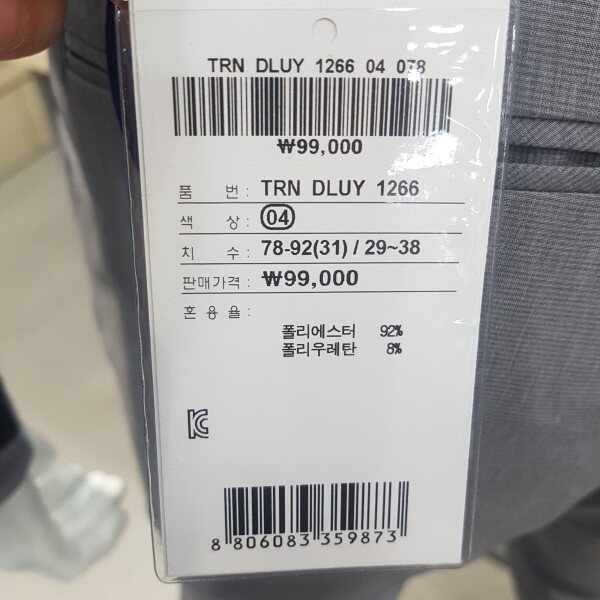 TRN DLUY 1266 04 078
₩99,000
품 번 : TRN DLUY 1266
색 상 : 04
치 수 : 78-92(31) / 29~38
판매가격 : ₩99,000
혼 용 율 :
폴리에스터 92%
폴리우레탄 8%
KC
8 806083 359873